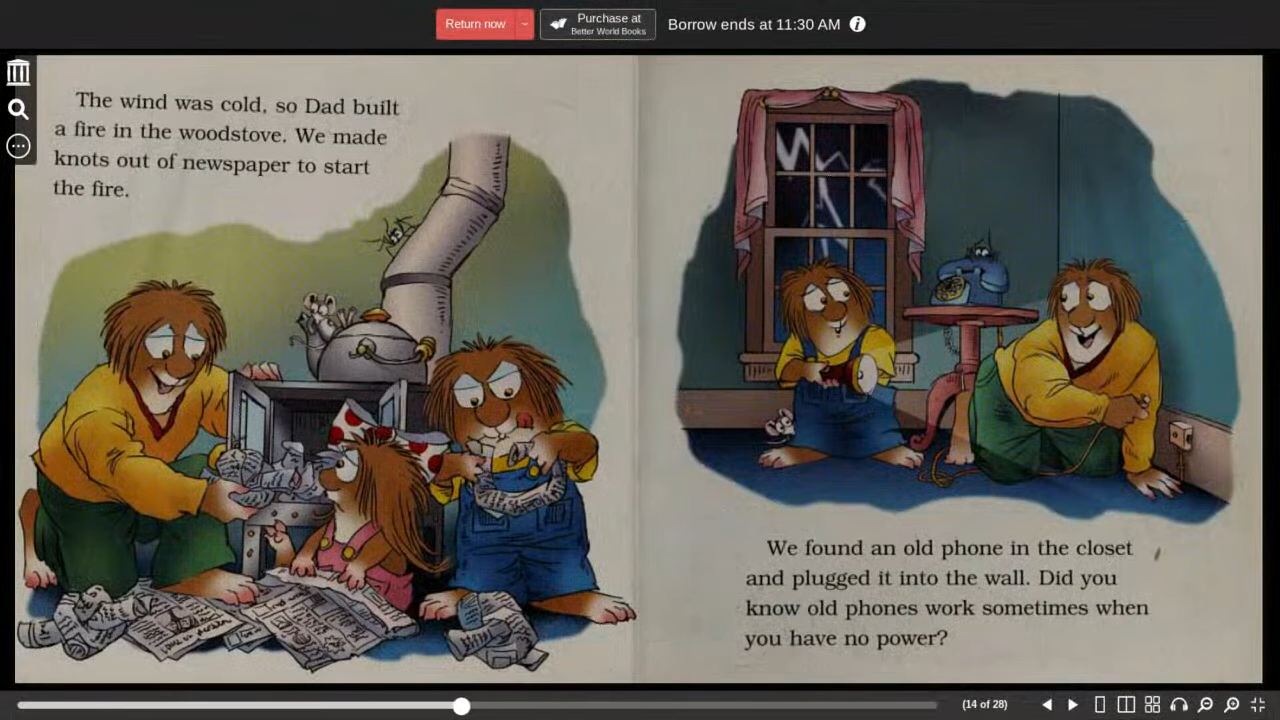 Return now
Purchase at
Better World Books
Borrow ends at 11:30 AM
The wind was cold, so Dad built
a fire in the woodstove. We made
knots out of newspaper to start
the fire.
We found an old phone in the closet
and plugged it into the wall. Did you
know old phones work sometimes when
you have no power?
(14 of 28)